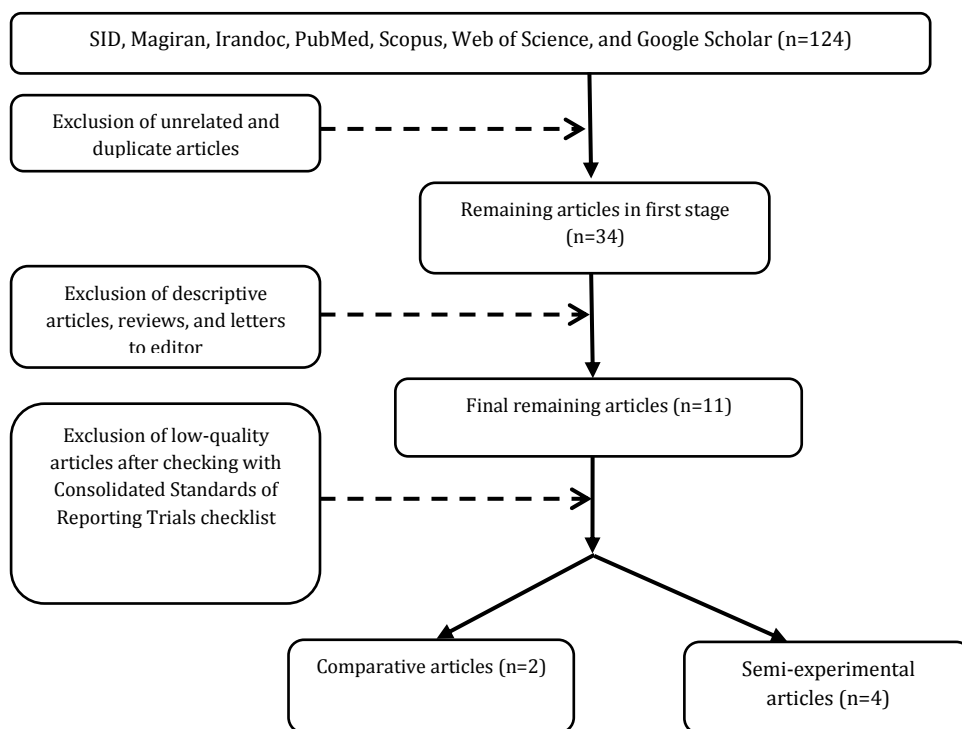 SID, Magiran, Irandoc, PubMed, Scopus, Web of Science, and Google Scholar (n=124)
Exclusion of unrelated and
duplicate articles
Remaining articles in first stage
(n=34)
Exclusion of descriptive
articles, reviews, and letters
to editor
Final remaining articles (n=11)
Exclusion of low-quality
articles after checking with
Consolidated Standards of
Reporting Trials checklist
Comparative articles (n=2)
Semi-experimental
articles (n=4)